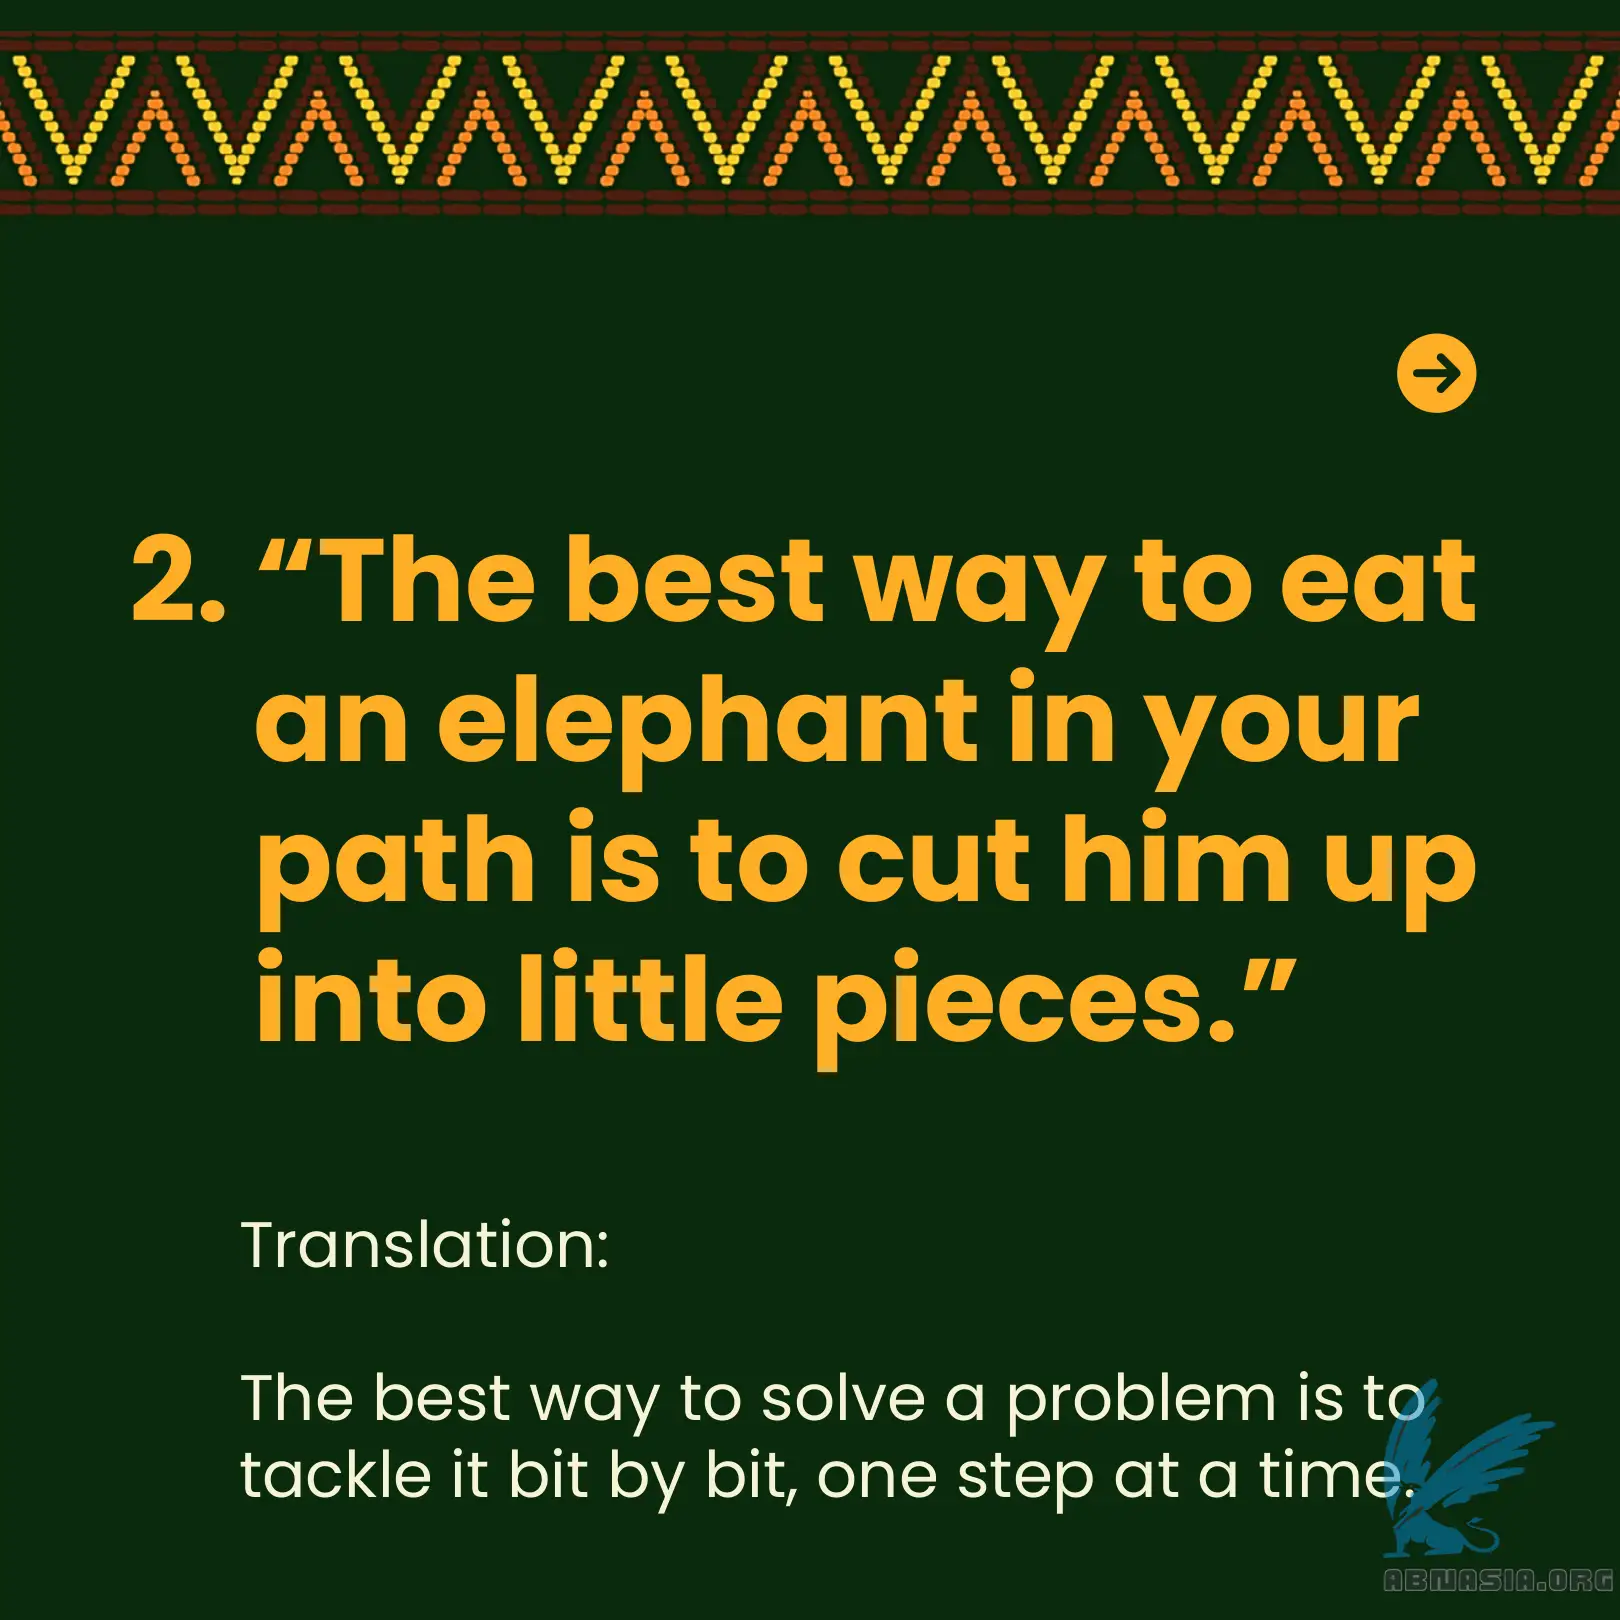 2. “The best way to eat
an elephant in your
path is to cut him up
into little pieces.”
Translation:
The best way to solve a problem is to
tackle it bit by bit, one step at a time.
ABNASIA.ORG